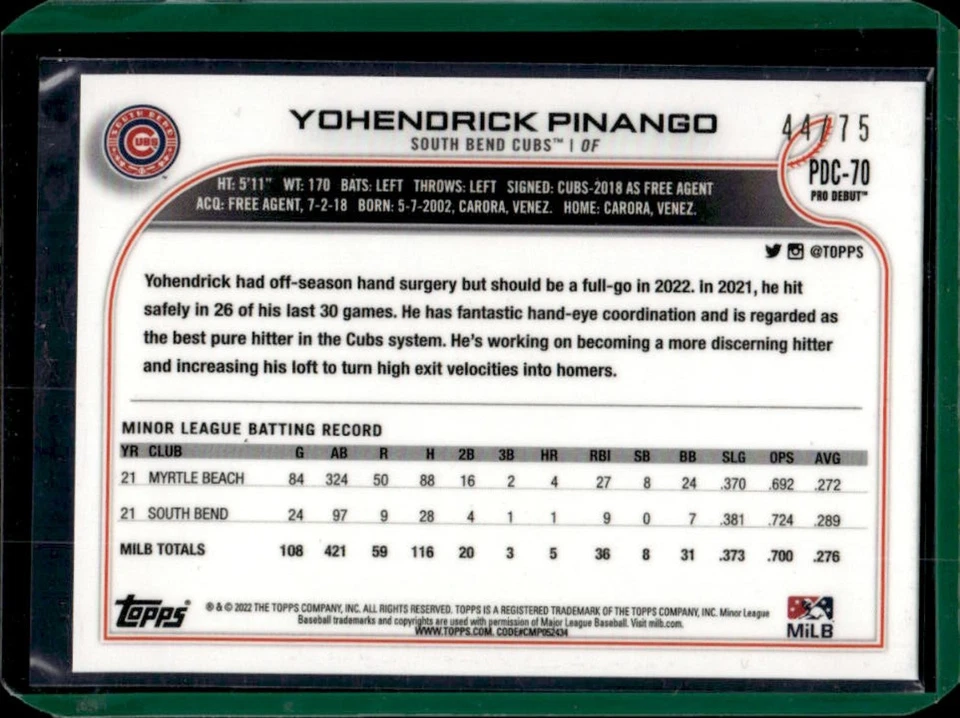 SOUTH BEND
CUBS
YOHENDRICK PINANGO
44/75
SOUTH BEND CUBS™ | OF
PDC-70
PRO DEBUT™
HT: 5'11" WT: 170 BATS: LEFT THROWS: LEFT SIGNED: CUBS-2018 AS FREE AGENT
ACQ: FREE AGENT, 7-2-18 BORN: 5-7-2002, CARORA, VENEZ. HOME: CARORA, VENEZ.
@TOPPS
Yohendrick had off-season hand surgery but should be a full-go in 2022. In 2021, he hit
safely in 26 of his last 30 games. He has fantastic hand-eye coordination and is regarded as
the best pure hitter in the Cubs system. He's working on becoming a more discerning hitter
and increasing his loft to turn high exit velocities into homers.
MINOR LEAGUE BATTING RECORD
YR CLUB G AB R H 2B 3B HR RBI SB BB SLG OPS AVG
21 MYRTLE BEACH 84 324 50 88 16 2 4 27 8 24 .370 .692 .272
21 SOUTH BEND 24 97 9 28 4 1 1 9 0 7 .381 .724 .289
MILB TOTALS 108 421 59 116 20 3 5 36 8 31 .373 .700 .276
Topps®
® & © 2022 THE TOPPS COMPANY, INC. ALL RIGHTS RESERVED. TOPPS IS A REGISTERED TRADEMARK OF THE TOPPS COMPANY, INC. Minor League
Baseball trademarks and copyrights are used with permission of Major League Baseball. Visit milb.com.
WWW.TOPPS.COM. CODE#CMP052434
MiLB